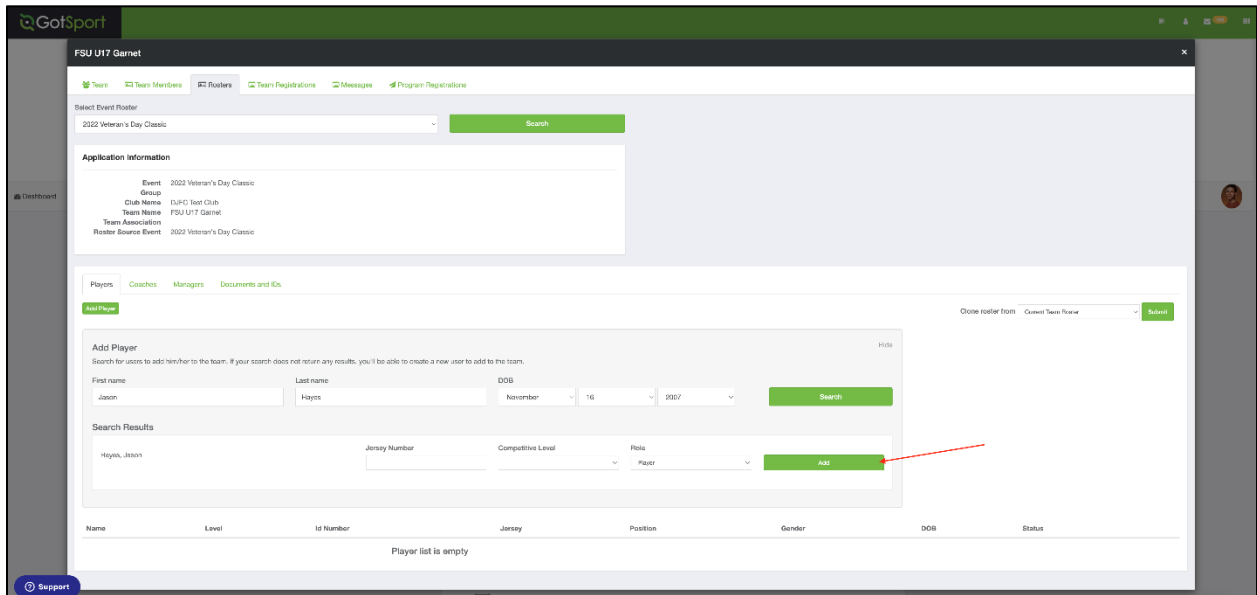 GotSport
FSU U17 Garnet
×
Team Team Members Rosters Team Registrations Messages Program Registrations
Select Event Roster
2022 Veteran's Day Classic Search
Application Information
Event 2022 Veteran's Day Classic
Group
Club Name DJFC Test Club
Team Name FSU U17 Garnet
Team Association
Roster Source Event 2022 Veteran's Day Classic
Dashboard
Players Coaches Managers Documents and IDs
Add Player Clone roster from Current Team Roster Submit
Add Player Hide
Search for users to add him/her to the team. If your search does not return any results, you'll be able to create a new user to add to the team.
First name Last name DOB
Jason Hayes November 16 2007 Search
Search Results
Jersey Number Competitive Level Role
Hayes, Jason Player Add
Name Level Id Number Jersey Position Gender DOB Status
Player list is empty
Support